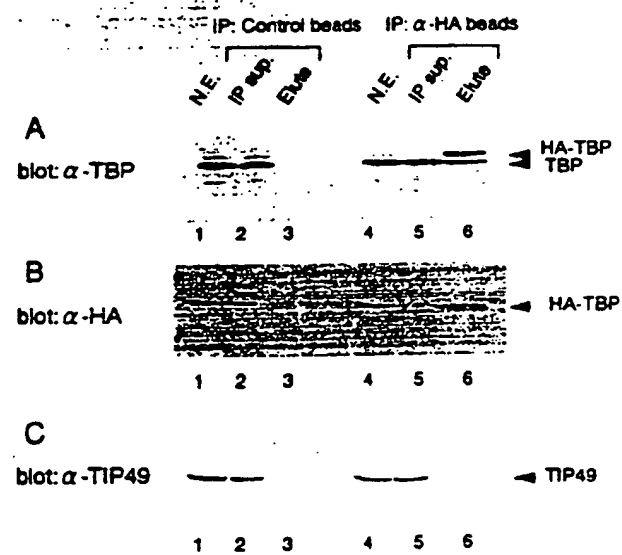 IP: Control beads IP: α-HA beads
N.E. IP sup. Elute N.E. IP sup. Elute
A
HA-TBP
blot: α-TBP TBP
1 2 3 4 5 6
B
blot: α-HA HA-TBP
1 2 3 4 5 6
C
blot: α-TIP49 TIP49
1 2 3 4 5 6